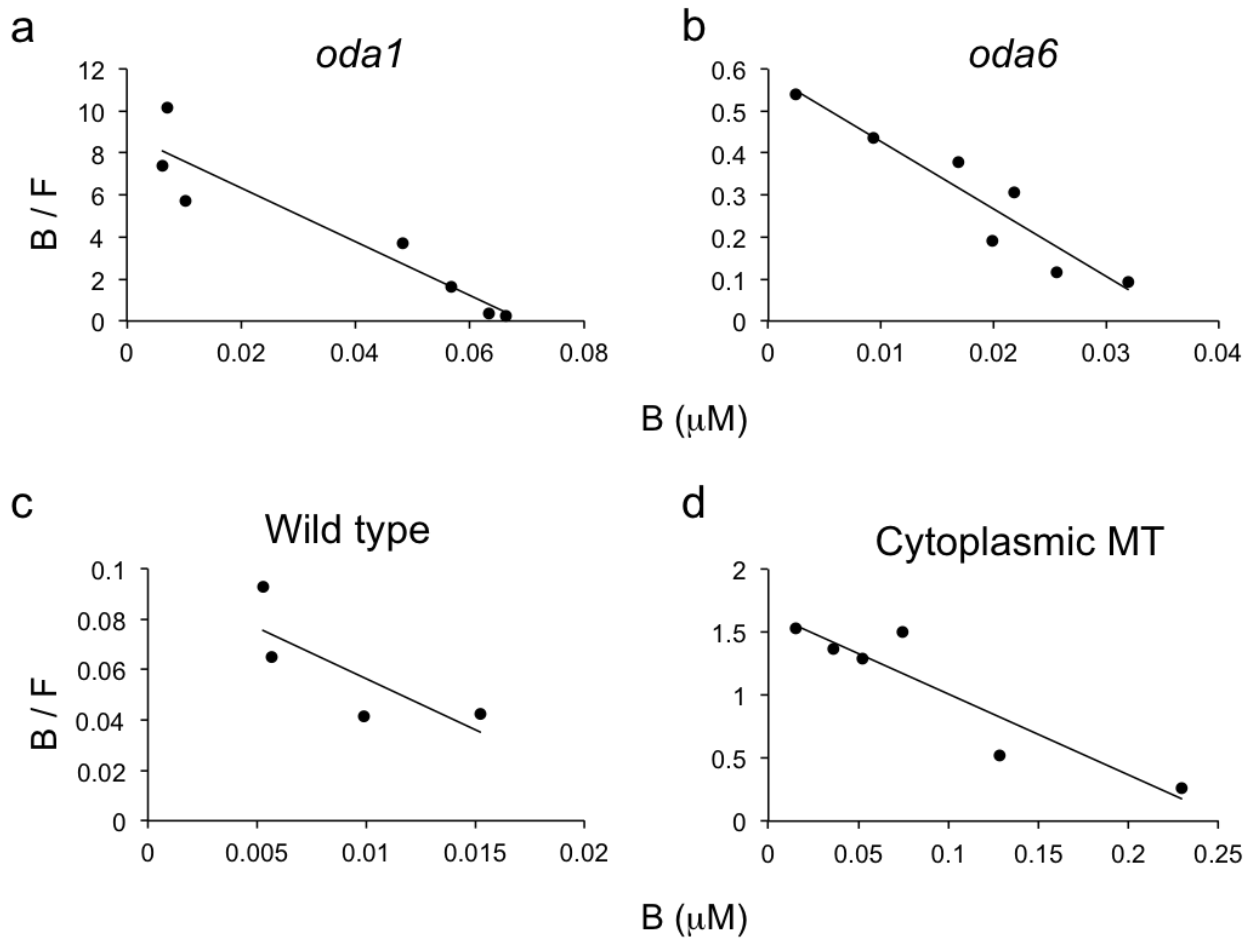 a
oda1
12
10
8
6
4
2
0
0 0.02 0.04 0.06 0.08
B / F
b
oda6
0.6
0.5
0.4
0.3
0.2
0.1
0
0 0.01 0.02 0.03 0.04
B (μM)
c
Wild type
0.1
0.08
0.06
0.04
0.02
0
0 0.005 0.01 0.015 0.02
B / F
d
Cytoplasmic MT
2
1.5
1
0.5
0
0 0.05 0.1 0.15 0.2 0.25
B (μM)